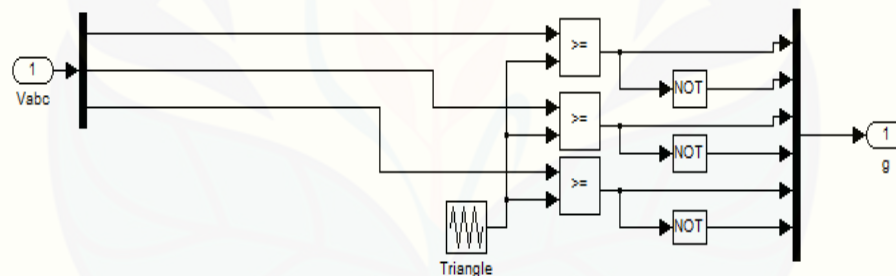 >=
1
Vabc
NOT
>=
1
g
NOT
>=
NOT
Triangle